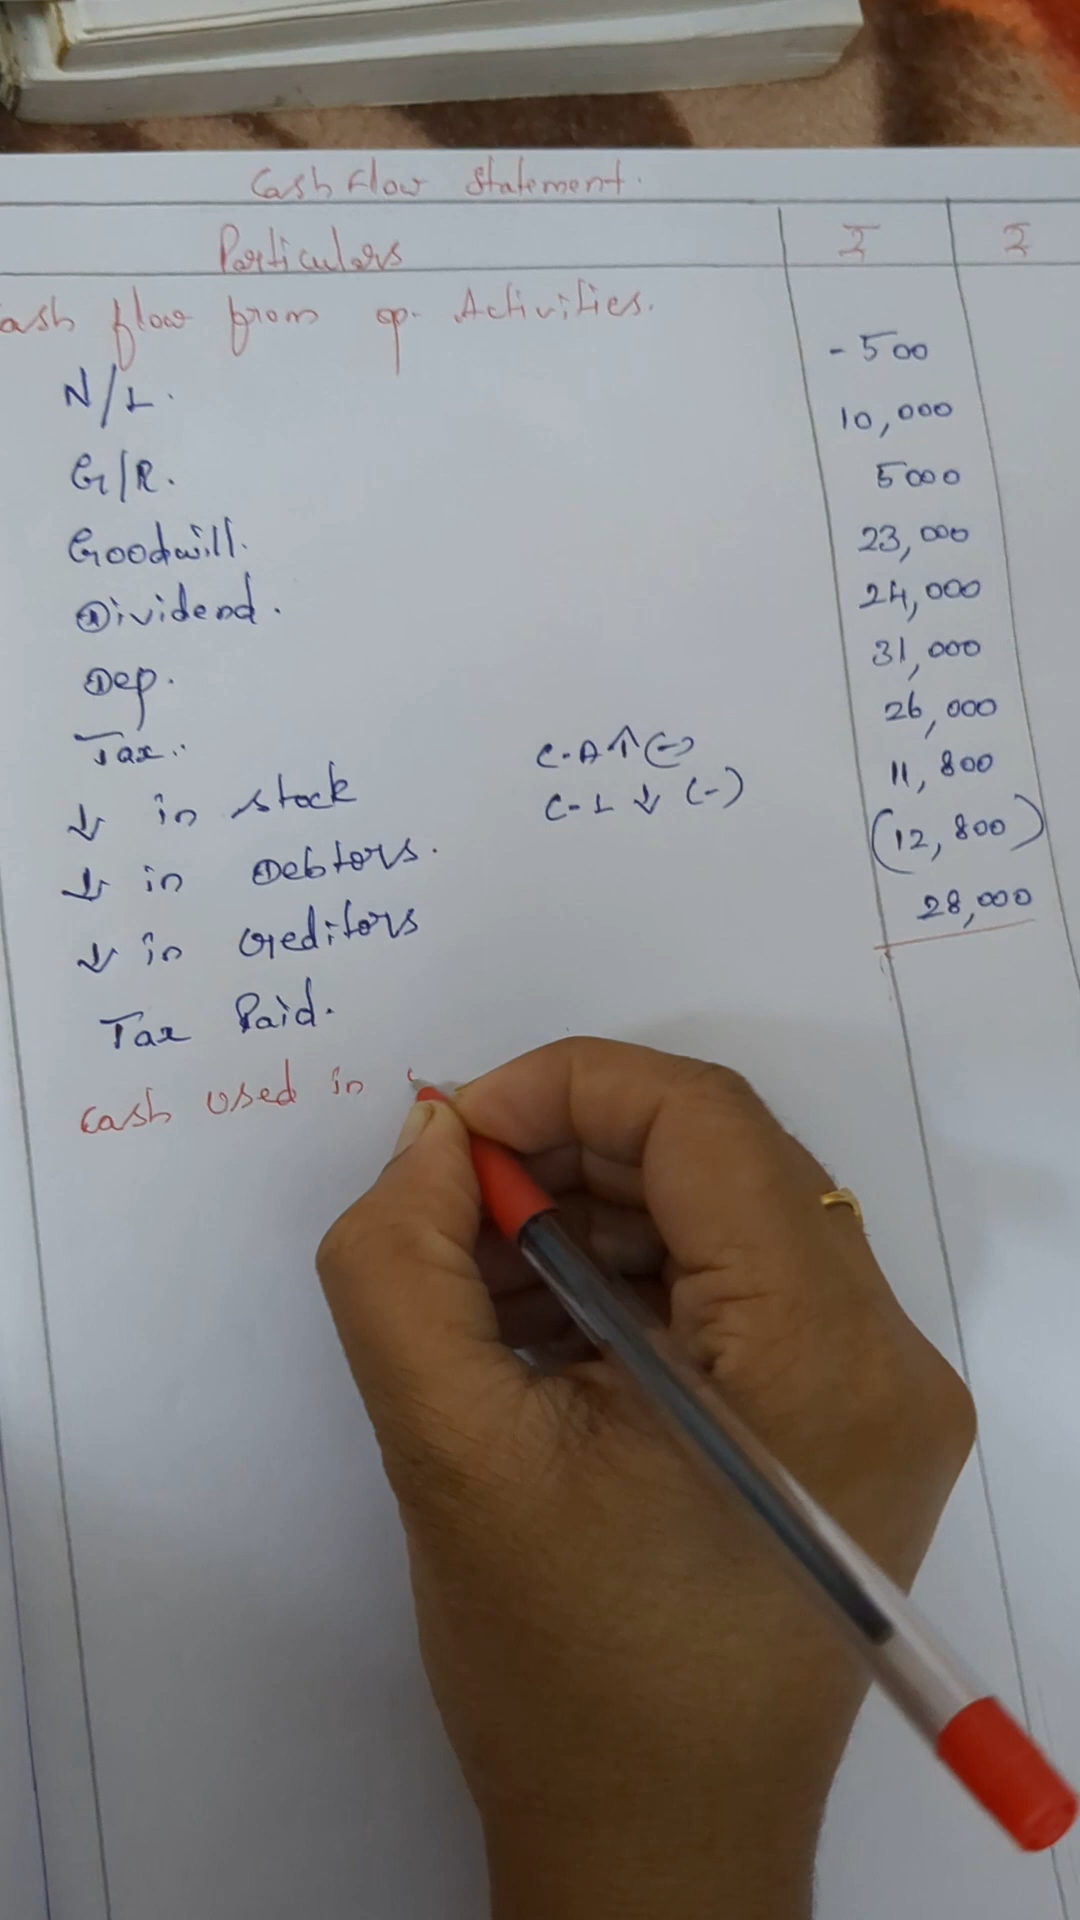 Cash Flow Statement.
Particulars ₹ ₹
ash flow from op. Activities.
N/L. - 500
G/R. 10,000
Goodwill. 5000
Dividend. 23,000
Dep. 24,000
Tax.. 31,000
↓ in stock C.A↑(-) 26,000
↓ in Debtors. C-L↓(-) 11,800
↓ in creditors (12,800)
Tax Paid. 28,000
Cash used in